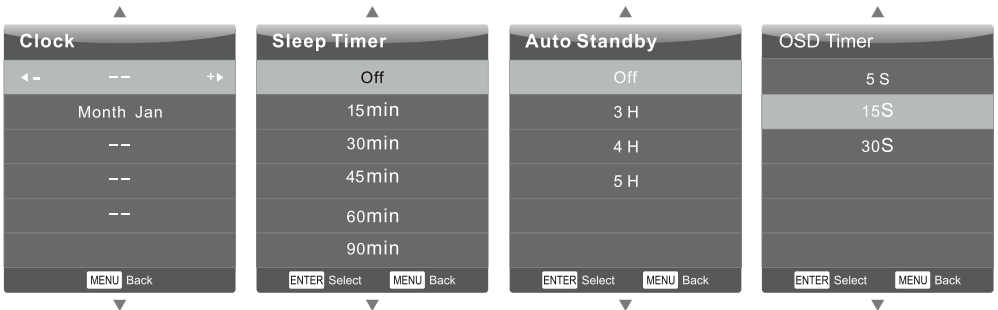 Clock
- -- +
Month Jan
--
--
--
MENU Back
Sleep Timer
Off
15min
30min
45min
60min
90min
ENTER Select MENU Back
Auto Standby
Off
3 H
4 H
5 H
ENTER Select MENU Back
OSD Timer
5 S
15S
30S
ENTER Select MENU Back